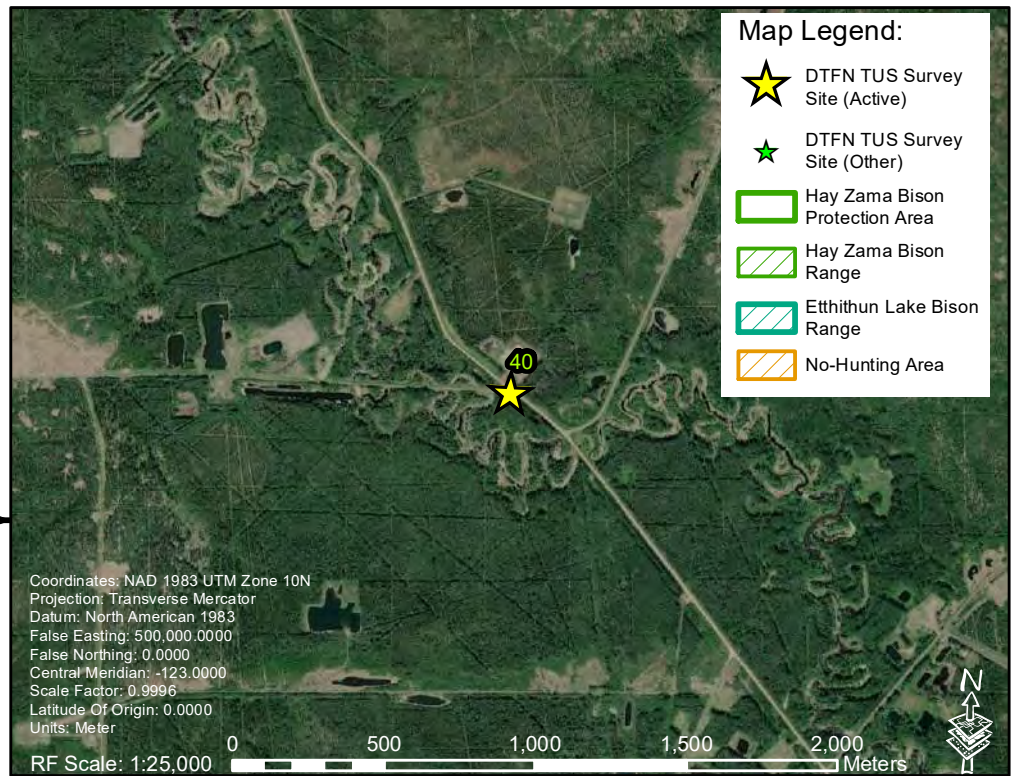 Map Legend:
DTFN TUS Survey
Site (Active)
DTFN TUS Survey
Site (Other)
Hay Zama Bison
Protection Area
Hay Zama Bison
Range
Etthithun Lake Bison
Range
No-Hunting Area
40
Coordinates: NAD 1983 UTM Zone 10N
Projection: Transverse Mercator
Datum: North American 1983
False Easting: 500,000.0000
False Northing: 0.0000
Central Meridian: -123.0000
Scale Factor: 0.9996
Latitude Of Origin: 0.0000
Units: Meter
RF Scale: 1:25,000
0 500 1,000 1,500 2,000
Meters
N